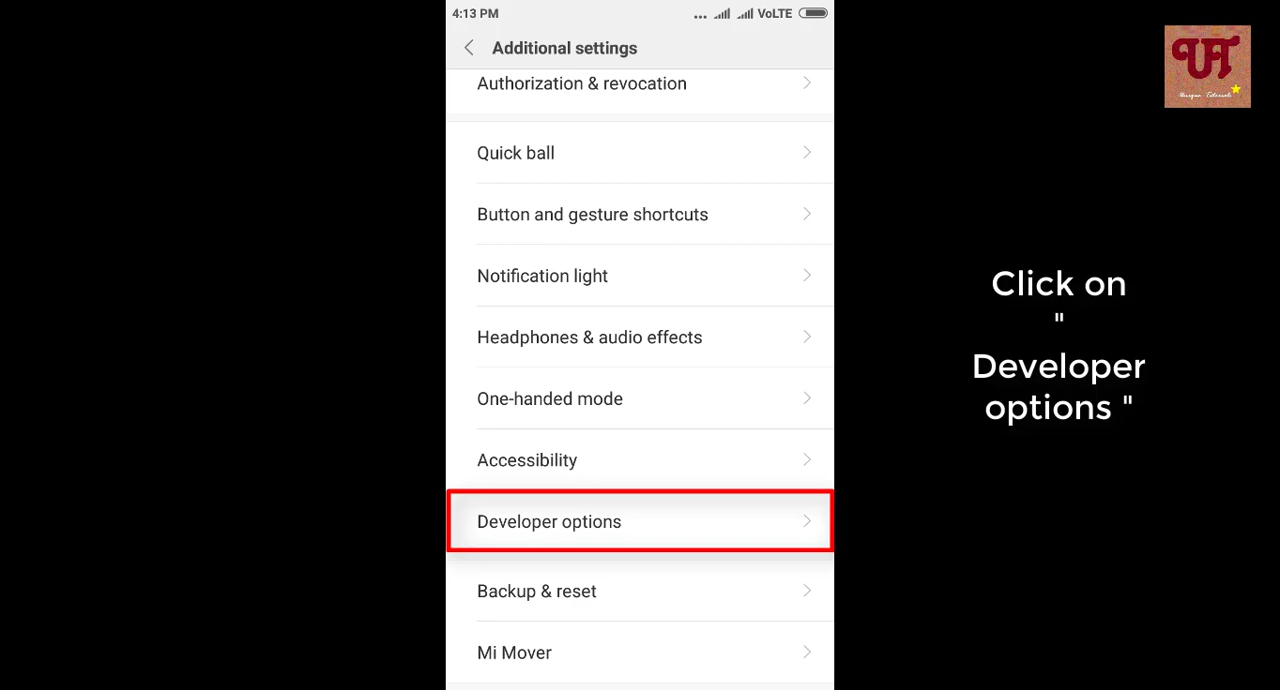 4:13 PM
... VoLTE
Additional settings
Authorization & revocation
Quick ball
Button and gesture shortcuts
Notification light
Headphones & audio effects
One-handed mode
Accessibility
Developer options
Backup & reset
Mi Mover
Click on
"
Developer
options "